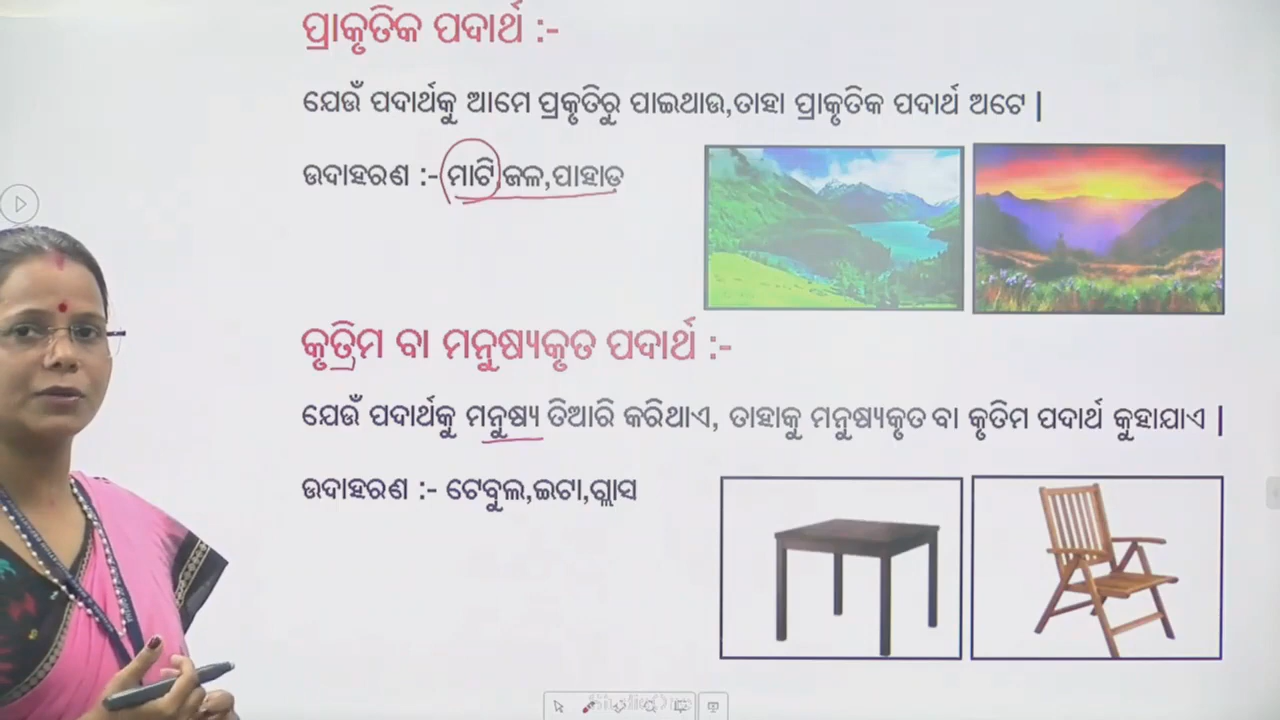 ପ୍ରାକୃତିକ ପଦାର୍ଥ :-
ଯେଉଁ ପଦାର୍ଥକୁ ଆମେ ପ୍ରକୃତିରୁ ପାଇଥାଉ,ତାହା ପ୍ରାକୃତିକ ପଦାର୍ଥ ଅଟେ |
ଉଦାହରଣ :- ମାଟି,ଜଳ,ପାହାଡ
କୃତ୍ରିମ ବା ମନୁଷ୍ୟକୃତ ପଦାର୍ଥ :-
ଯେଉଁ ପଦାର୍ଥକୁ ମନୁଷ୍ୟ ତିଆରି କରିଥାଏ, ତାହାକୁ ମନୁଷ୍ୟକୃତ ବା କୃତିମ ପଦାର୍ଥ କୁହାଯାଏ |
ଉଦାହରଣ :- ଟେବୁଲ,ଇଟା,ଗ୍ଲାସ